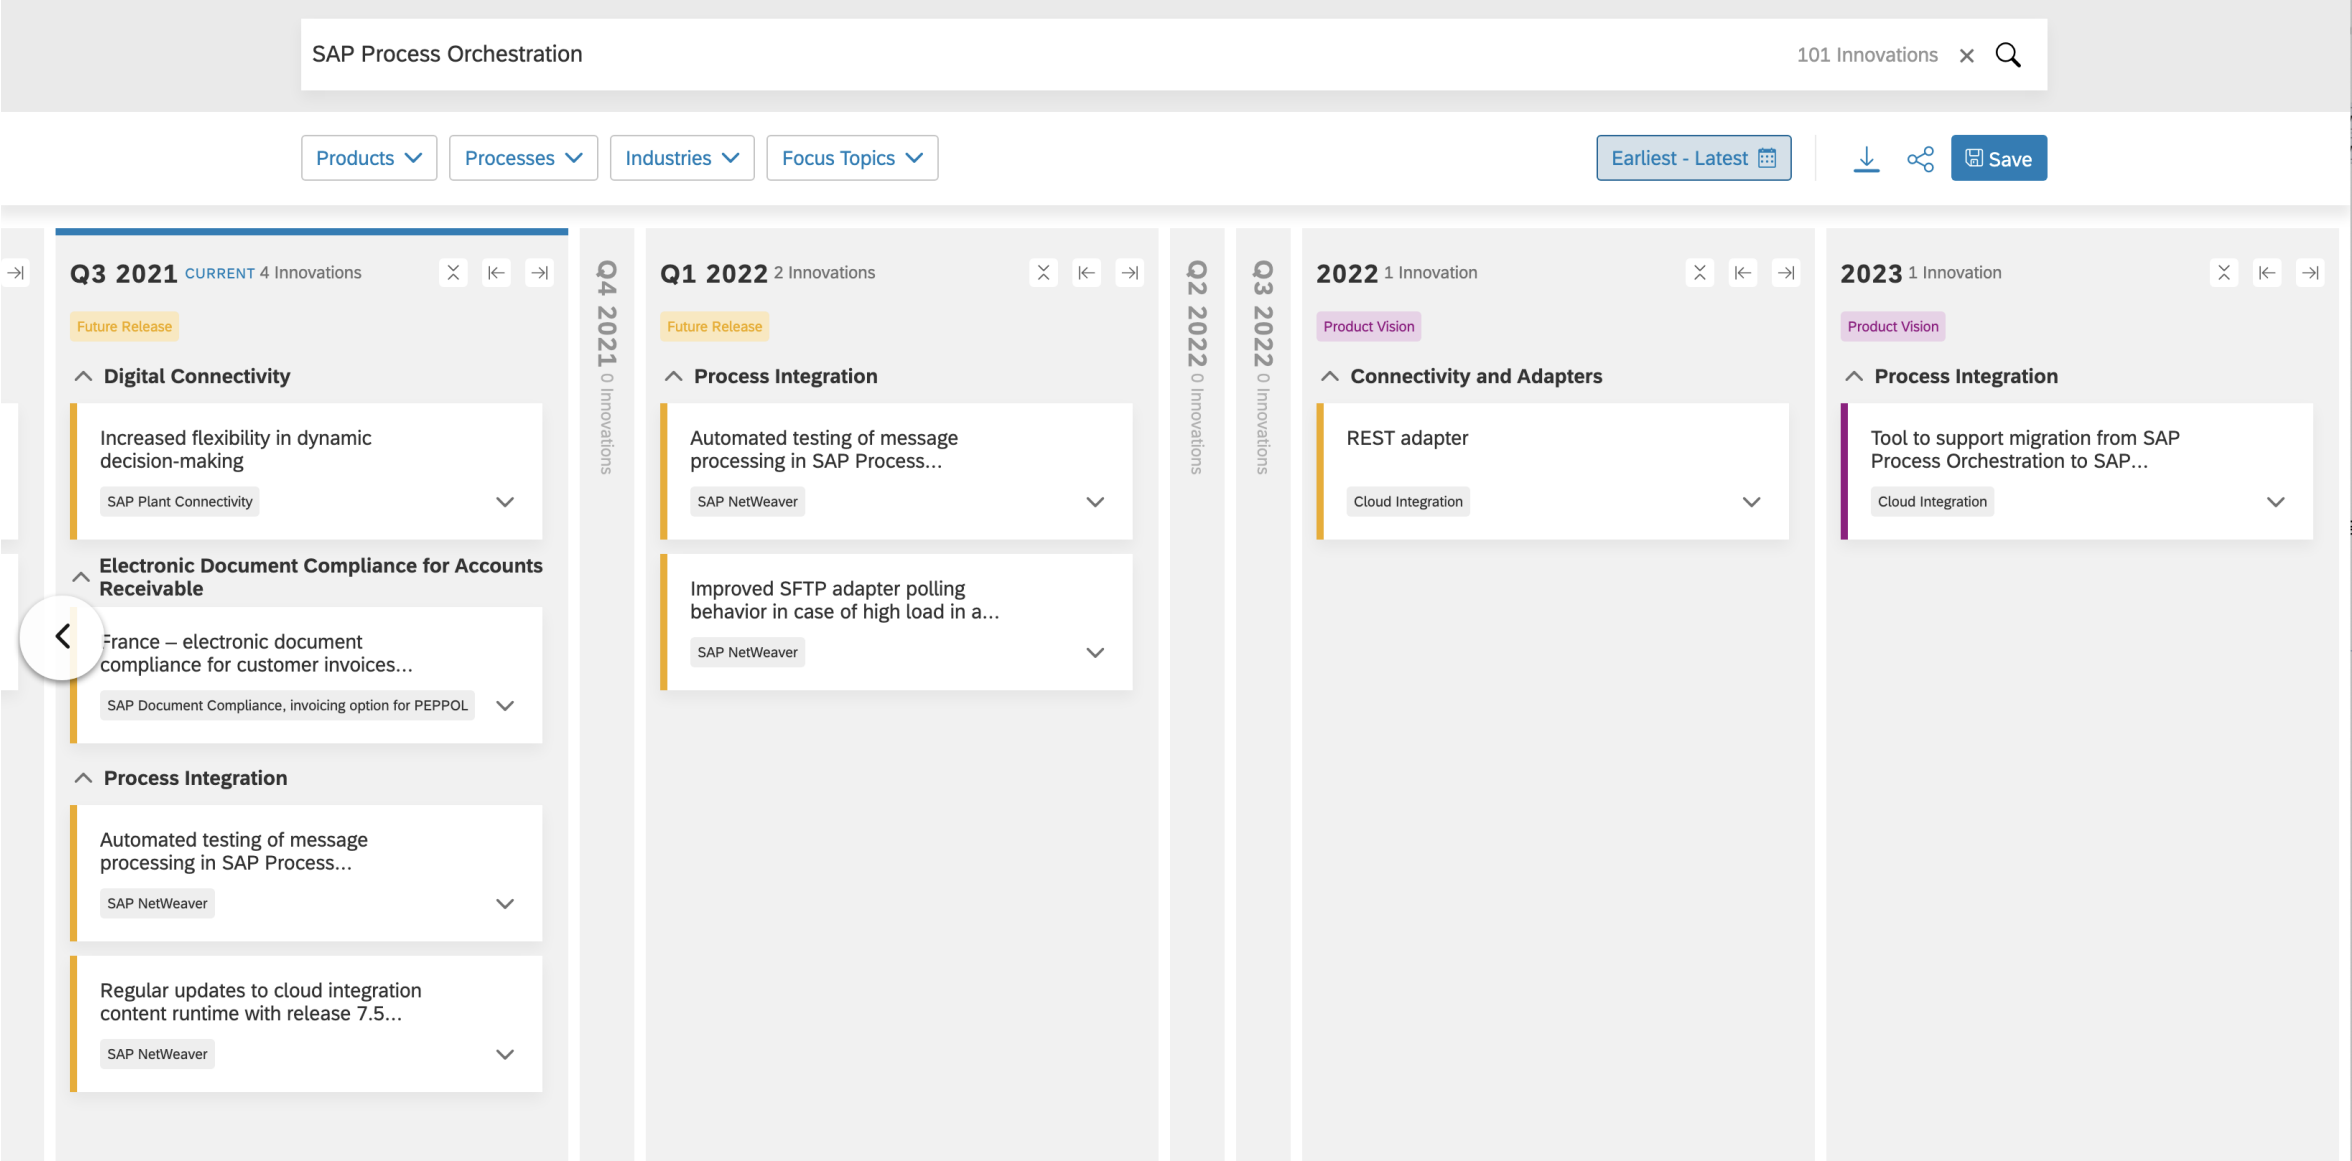 SAP Process Orchestration
101 Innovations
Products
Processes
Industries
Focus Topics
Earliest - Latest
Save
Q3 2021 CURRENT 4 Innovations
Future Release
Digital Connectivity
Increased flexibility in dynamic
decision-making
SAP Plant Connectivity
Electronic Document Compliance for Accounts
Receivable
France – electronic document
compliance for customer invoices...
SAP Document Compliance, invoicing option for PEPPOL
Process Integration
Automated testing of message
processing in SAP Process...
SAP NetWeaver
Regular updates to cloud integration
content runtime with release 7.5...
SAP NetWeaver
Q4 2021 0 Innovations
Q1 2022 2 Innovations
Future Release
Process Integration
Automated testing of message
processing in SAP Process...
SAP NetWeaver
Improved SFTP adapter polling
behavior in case of high load in a...
SAP NetWeaver
Q2 2022 0 Innovations
Q3 2022 0 Innovations
2022 1 Innovation
Product Vision
Connectivity and Adapters
REST adapter
Cloud Integration
2023 1 Innovation
Product Vision
Process Integration
Tool to support migration from SAP
Process Orchestration to SAP...
Cloud Integration